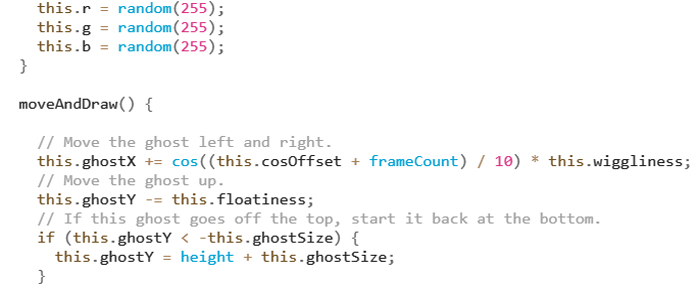 this.r = random(255);
this.g = random(255);
this.b = random(255);
}
moveAndDraw() {
// Move the ghost left and right.
this.ghostX += cos((this.cosOffset + frameCount) / 10) * this.wiggliness;
// Move the ghost up.
this.ghostY -= this.floatiness;
// If this ghost goes off the top, start it back at the bottom.
if (this.ghostY < -this.ghostSize) {
this.ghostY = height + this.ghostSize;
}